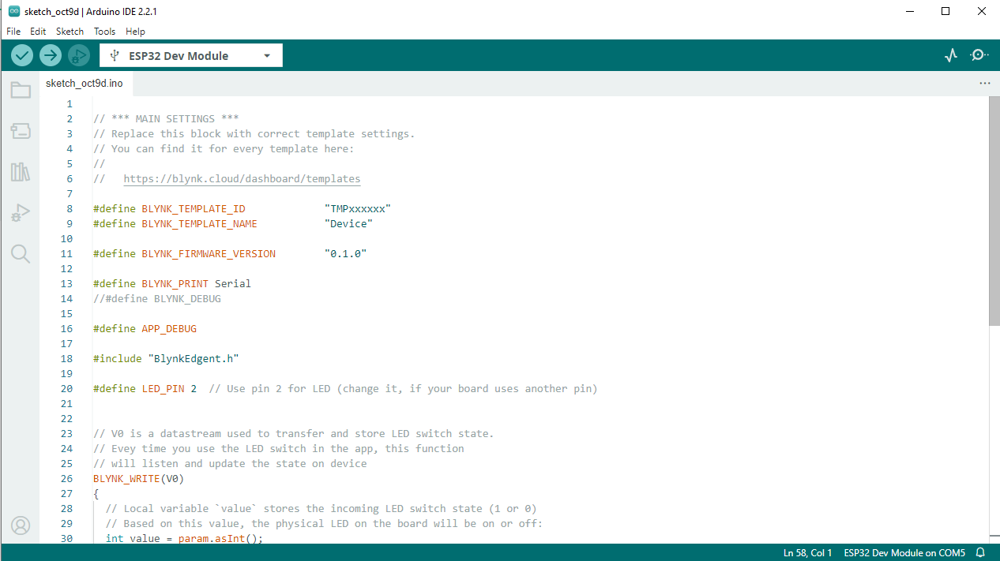 sketch_oct9d | Arduino IDE 2.2.1
File Edit Sketch Tools Help
ESP32 Dev Module
sketch_oct9d.ino
1
2 // *** MAIN SETTINGS ***
3 // Replace this block with correct template settings.
4 // You can find it for every template here:
5 //
6 //   https://blynk.cloud/dashboard/templates
7
8 #define BLYNK_TEMPLATE_ID             "TMPxxxxxx"
9 #define BLYNK_TEMPLATE_NAME           "Device"
10
11 #define BLYNK_FIRMWARE_VERSION        "0.1.0"
12
13 #define BLYNK_PRINT Serial
14 //#define BLYNK_DEBUG
15
16 #define APP_DEBUG
17
18 #include "BlynkEdgent.h"
19
20 #define LED_PIN 2  // Use pin 2 for LED (change it, if your board uses another pin)
21
22
23 // V0 is a datastream used to transfer and store LED switch state.
24 // Evey time you use the LED switch in the app, this function
25 // will listen and update the state on device
26 BLYNK_WRITE(V0)
27 {
28   // Local variable `value` stores the incoming LED switch state (1 or 0)
29   // Based on this value, the physical LED on the board will be on or off:
30   int value = param.asInt();
Ln 58, Col 1 ESP32 Dev Module on COM5